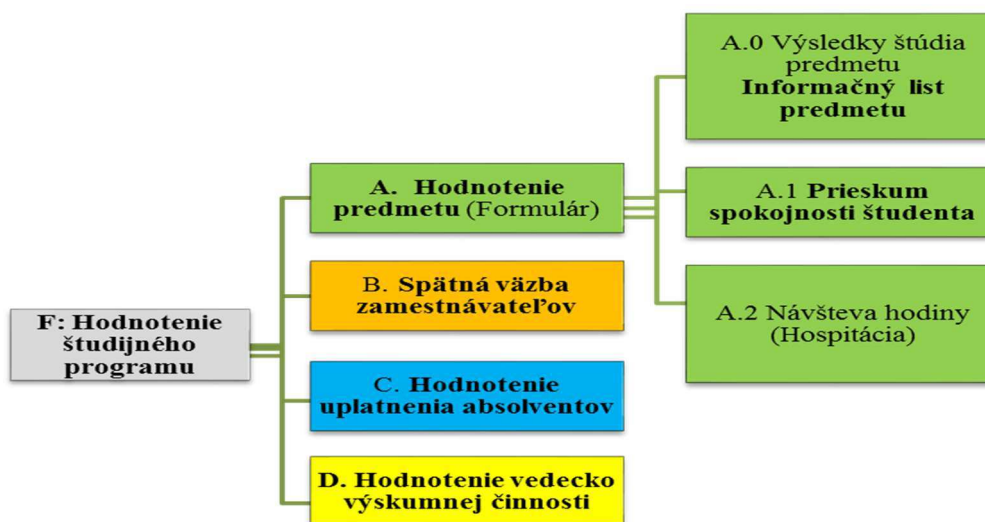 F: Hodnotenie
študijného
programu
A. Hodnotenie
predmetu (Formulár)
B. Spätná väzba
zamestnávateľov
C. Hodnotenie
uplatnenia absolventov
D. Hodnotenie vedecko
výskumnej činnosti
A.0 Výsledky štúdia
predmetu
Informačný list
predmetu
A.1 Prieskum
spokojnosti študenta
A.2 Návšteva hodiny
(Hospitácia)